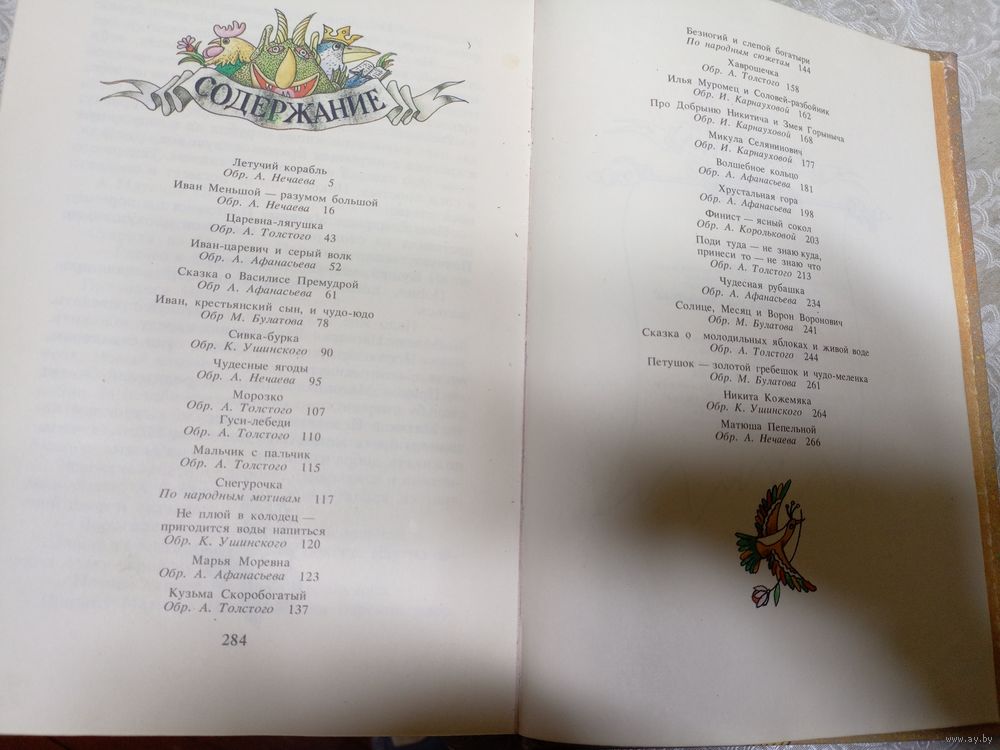 СОДЕРЖАНИЕ
Летучий корабль
Обр. А. Нечаева 5
Иван Меньшой — разумом большой
Обр. А. Нечаева 16
Царевна-лягушка
Обр. А. Толстого 43
Иван-царевич и серый волк
Обр. А. Афанасьева 52
Сказка о Василисе Премудрой
Обр. А. Афанасьева 61
Иван, крестьянский сын, и чудо-юдо
Обр М. Булатова 78
Сивка-бурка
Обр. К. Ушинского 90
Чудесные ягоды
Обр. А. Нечаева 95
Морозко
Обр. А. Толстого 107
Гуси-лебеди
Обр. А. Толстого 110
Мальчик с пальчик
Обр. А. Толстого 115
Снегурочка
По народным мотивам 117
Не плюй в колодец —
пригодится воды напиться
Обр. К. Ушинского 120
Марья Моревна
Обр. А. Афанасьева 123
Кузьма Скоробогатый
Обр. А. Толстого 137
284
Безногий и слепой богатыри
По народным сюжетам 144
Хаврошечка
Обр. А. Толстого 158
Илья Муромец и Соловей-разбойник
Обр. И. Карнауховой 162
Про Добрыню Никитича и Змея Горыныча
Обр. И. Карнауховой 168
Микула Селянинович
Обр. И. Карнауховой 177
Волшебное кольцо
Обр. А. Афанасьева 181
Хрустальная гора
Обр. А. Афанасьева 198
Финист — ясный сокол
Обр. А. Корольковой 203
Поди туда — не знаю куда,
принеси то — не знаю что
Обр. А. Толстого 213
Чудесная рубашка
Обр. А. Афанасьева 234
Солнце, Месяц и Ворон Воронович
Обр. М. Булатова 241
Сказка о молодильных яблоках и живой воде
Обр. А. Толстого 244
Петушок — золотой гребешок и чудо-меленка
Обр. М. Булатова 261
Никита Кожемяка
Обр. К. Ушинского 264
Матюша Пепельной
Обр. А. Нечаева 266
www.ay.by